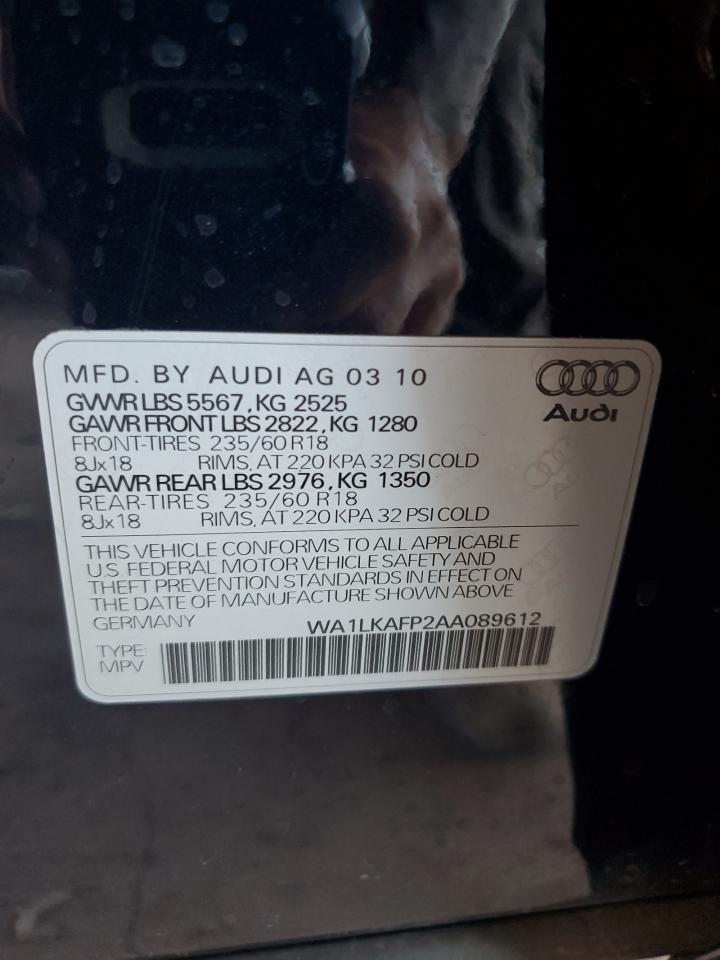 MFD. BY AUDI AG 03 10
Audi
GVWR LBS 5567, KG 2525
GAWR FRONT LBS 2822, KG 1280
FRONT-TIRES 235/60 R18
8Jx18 RIMS, AT 220 KPA 32 PSI COLD
GAWR REAR LBS 2976, KG 1350
REAR-TIRES 235/60 R18
8Jx18 RIMS, AT 220 KPA 32 PSI COLD
THIS VEHICLE CONFORMS TO ALL APPLICABLE
U.S. FEDERAL MOTOR VEHICLE SAFETY AND
THEFT PREVENTION STANDARDS IN EFFECT ON
THE DATE OF MANUFACTURE SHOWN ABOVE
GERMANY WA1LKAFP2AA089612
TYPE:
MPV